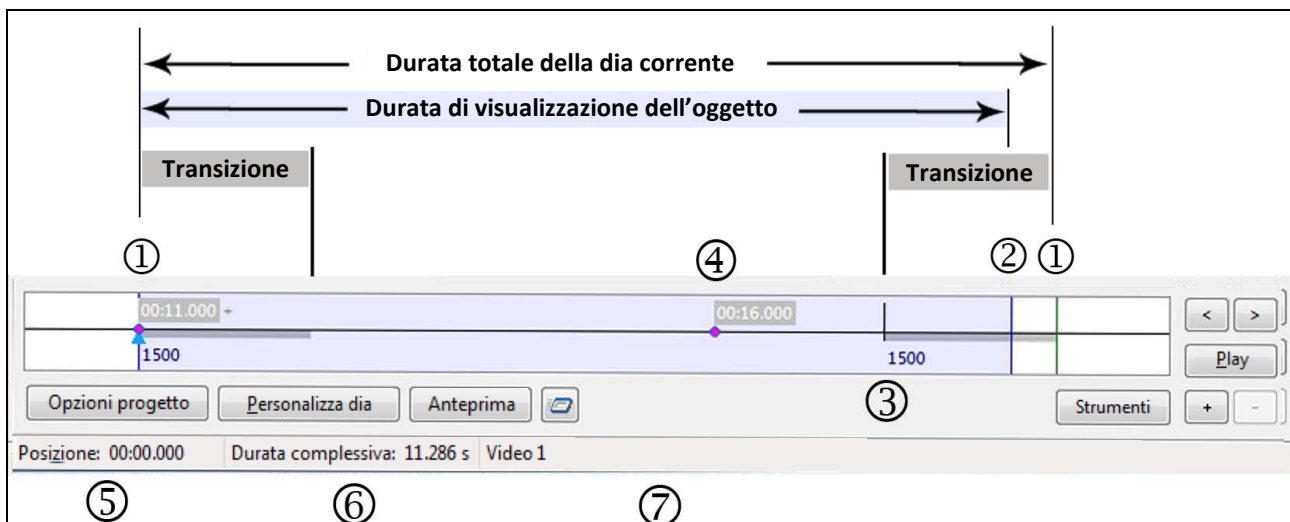 Durata totale della dia corrente
Durata di visualizzazione dell'oggetto
Transizione Transizione
① ④ ② ①
00:11.000 + 00:16.000
1500 1500
< >
Play
③
Opzioni progetto Personalizza dia Anteprima Strumenti + -
Posizione: 00:00.000 Durata complessiva: 11.286 s Video 1
⑤ ⑥ ⑦